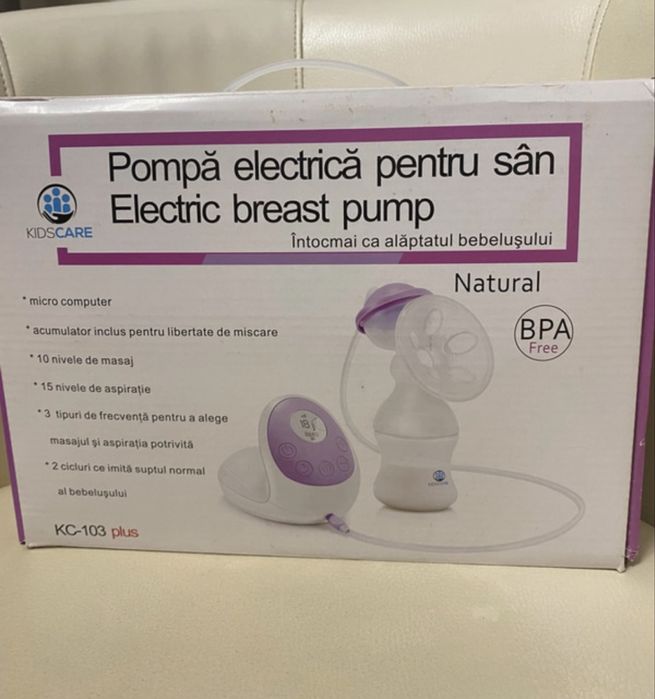 Pompă electrică pentru sân
Electric breast pump
Întocmai ca alăptatul bebelușului
KIDSCARE
Natural
BPA
Free
* micro computer
* acumulator inclus pentru libertate de miscare
* 10 nivele de masaj
* 15 nivele de aspirație
* 3 tipuri de frecvență pentru a alege
masajul și aspirația potrivită
* 2 cicluri ce imită suptul normal
al bebelușului
KC-103 plus